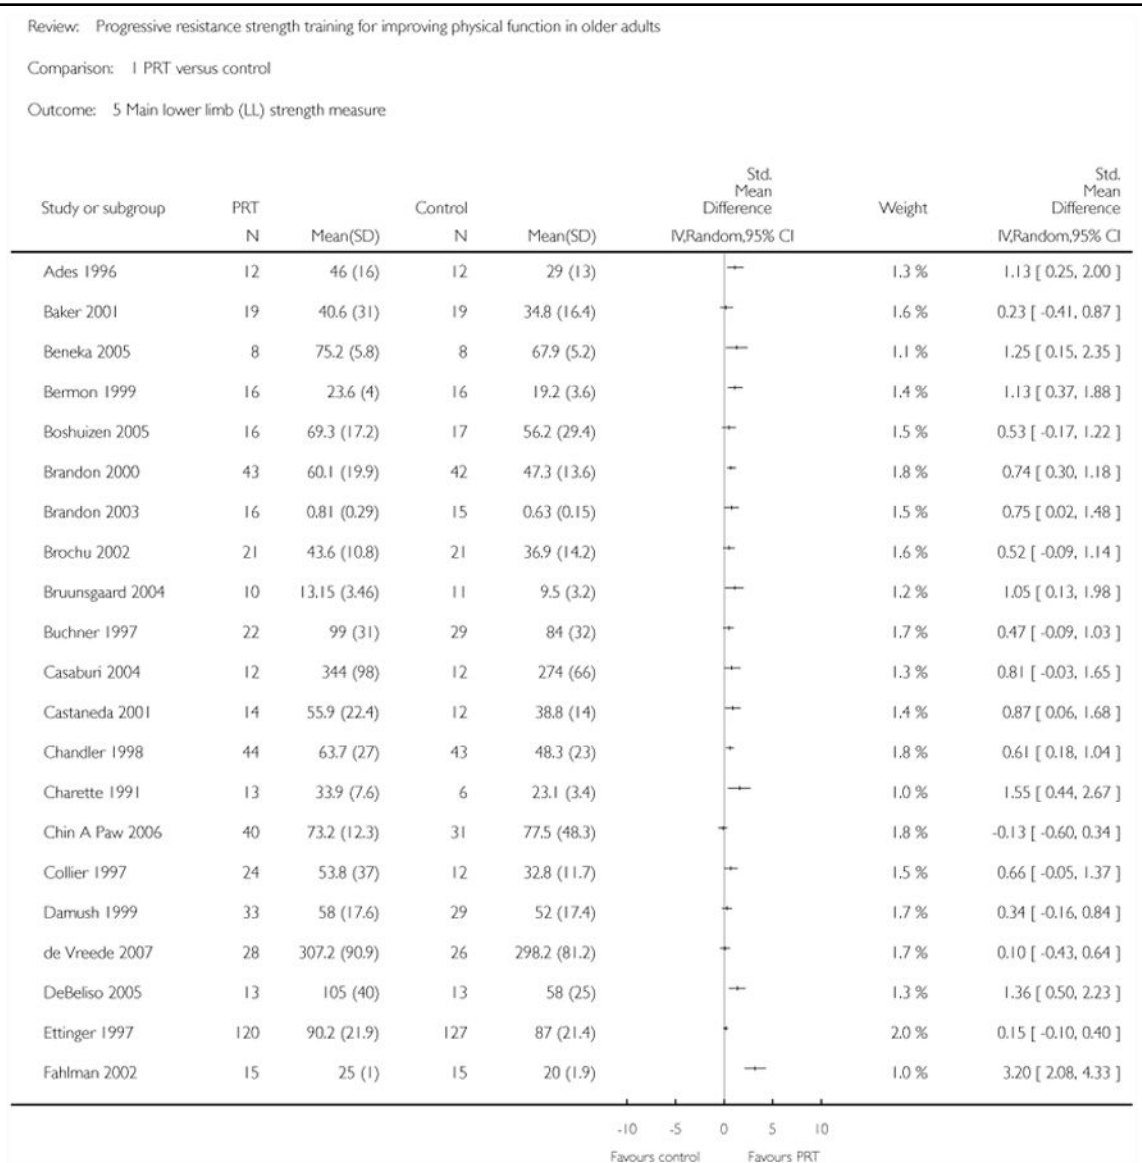 Review: Progressive resistance strength training for improving physical function in older adults
Comparison: 1 PRT versus control
Outcome: 5 Main lower limb (LL) strength measure
Std. Std.
Mean Mean
Study or subgroup PRT Control Difference Weight Difference
N Mean(SD) N Mean(SD) IV,Random,95% CI IV,Random,95% CI
Ades 1996 12 46 (16) 12 29 (13) 1.3 % 1.13 [ 0.25, 2.00 ]
Baker 2001 19 40.6 (31) 19 34.8 (16.4) 1.6 % 0.23 [ -0.41, 0.87 ]
Beneka 2005 8 75.2 (5.8) 8 67.9 (5.2) 1.1 % 1.25 [ 0.15, 2.35 ]
Bermon 1999 16 23.6 (4) 16 19.2 (3.6) 1.4 % 1.13 [ 0.37, 1.88 ]
Boshuizen 2005 16 69.3 (17.2) 17 56.2 (29.4) 1.5 % 0.53 [ -0.17, 1.22 ]
Brandon 2000 43 60.1 (19.9) 42 47.3 (13.6) 1.8 % 0.74 [ 0.30, 1.18 ]
Brandon 2003 16 0.81 (0.29) 15 0.63 (0.15) 1.5 % 0.75 [ 0.02, 1.48 ]
Brochu 2002 21 43.6 (10.8) 21 36.9 (14.2) 1.6 % 0.52 [ -0.09, 1.14 ]
Bruunsgaard 2004 10 13.15 (3.46) 11 9.5 (3.2) 1.2 % 1.05 [ 0.13, 1.98 ]
Buchner 1997 22 99 (31) 29 84 (32) 1.7 % 0.47 [ -0.09, 1.03 ]
Casaburi 2004 12 344 (98) 12 274 (66) 1.3 % 0.81 [ -0.03, 1.65 ]
Castaneda 2001 14 55.9 (22.4) 12 38.8 (14) 1.4 % 0.87 [ 0.06, 1.68 ]
Chandler 1998 44 63.7 (27) 43 48.3 (23) 1.8 % 0.61 [ 0.18, 1.04 ]
Charette 1991 13 33.9 (7.6) 6 23.1 (3.4) 1.0 % 1.55 [ 0.44, 2.67 ]
Chin A Paw 2006 40 73.2 (12.3) 31 77.5 (48.3) 1.8 % -0.13 [ -0.60, 0.34 ]
Collier 1997 24 53.8 (37) 12 32.8 (11.7) 1.5 % 0.66 [ -0.05, 1.37 ]
Damush 1999 33 58 (17.6) 29 52 (17.4) 1.7 % 0.34 [ -0.16, 0.84 ]
de Vreede 2007 28 307.2 (90.9) 26 298.2 (81.2) 1.7 % 0.10 [ -0.43, 0.64 ]
DeBeliso 2005 13 105 (40) 13 58 (25) 1.3 % 1.36 [ 0.50, 2.23 ]
Ettinger 1997 120 90.2 (21.9) 127 87 (21.4) 2.0 % 0.15 [ -0.10, 0.40 ]
Fahlman 2002 15 25 (1) 15 20 (1.9) 1.0 % 3.20 [ 2.08, 4.33 ]
-10 -5 0 5 10
Favours control Favours PRT